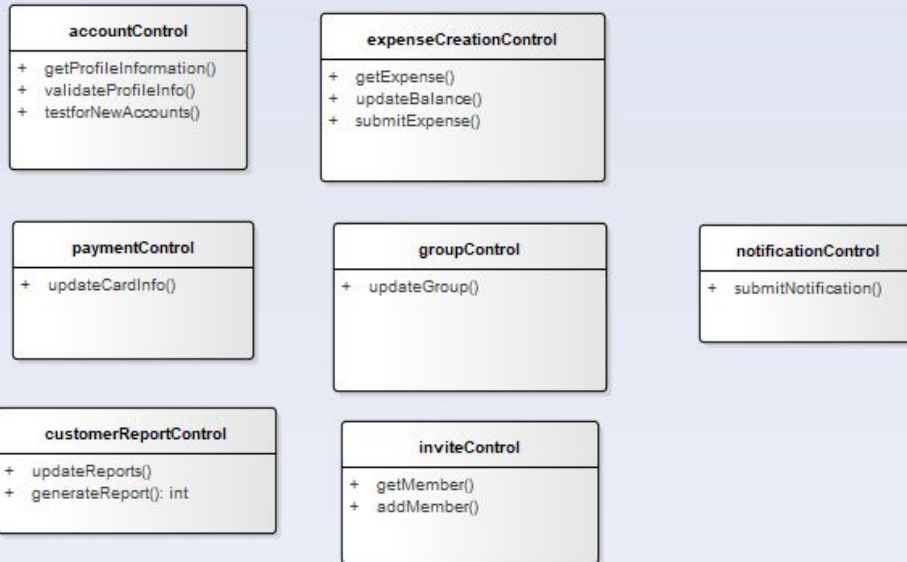 accountControl
+ getProfileInformation()
+ validateProfileInfo()
+ testforNewAccounts()
expenseCreationControl
+ getExpense()
+ updateBalance()
+ submitExpense()
paymentControl
+ updateCardInfo()
groupControl
+ updateGroup()
notificationControl
+ submitNotification()
customerReportControl
+ updateReports()
+ generateReport(): int
inviteControl
+ getMember()
+ addMember()